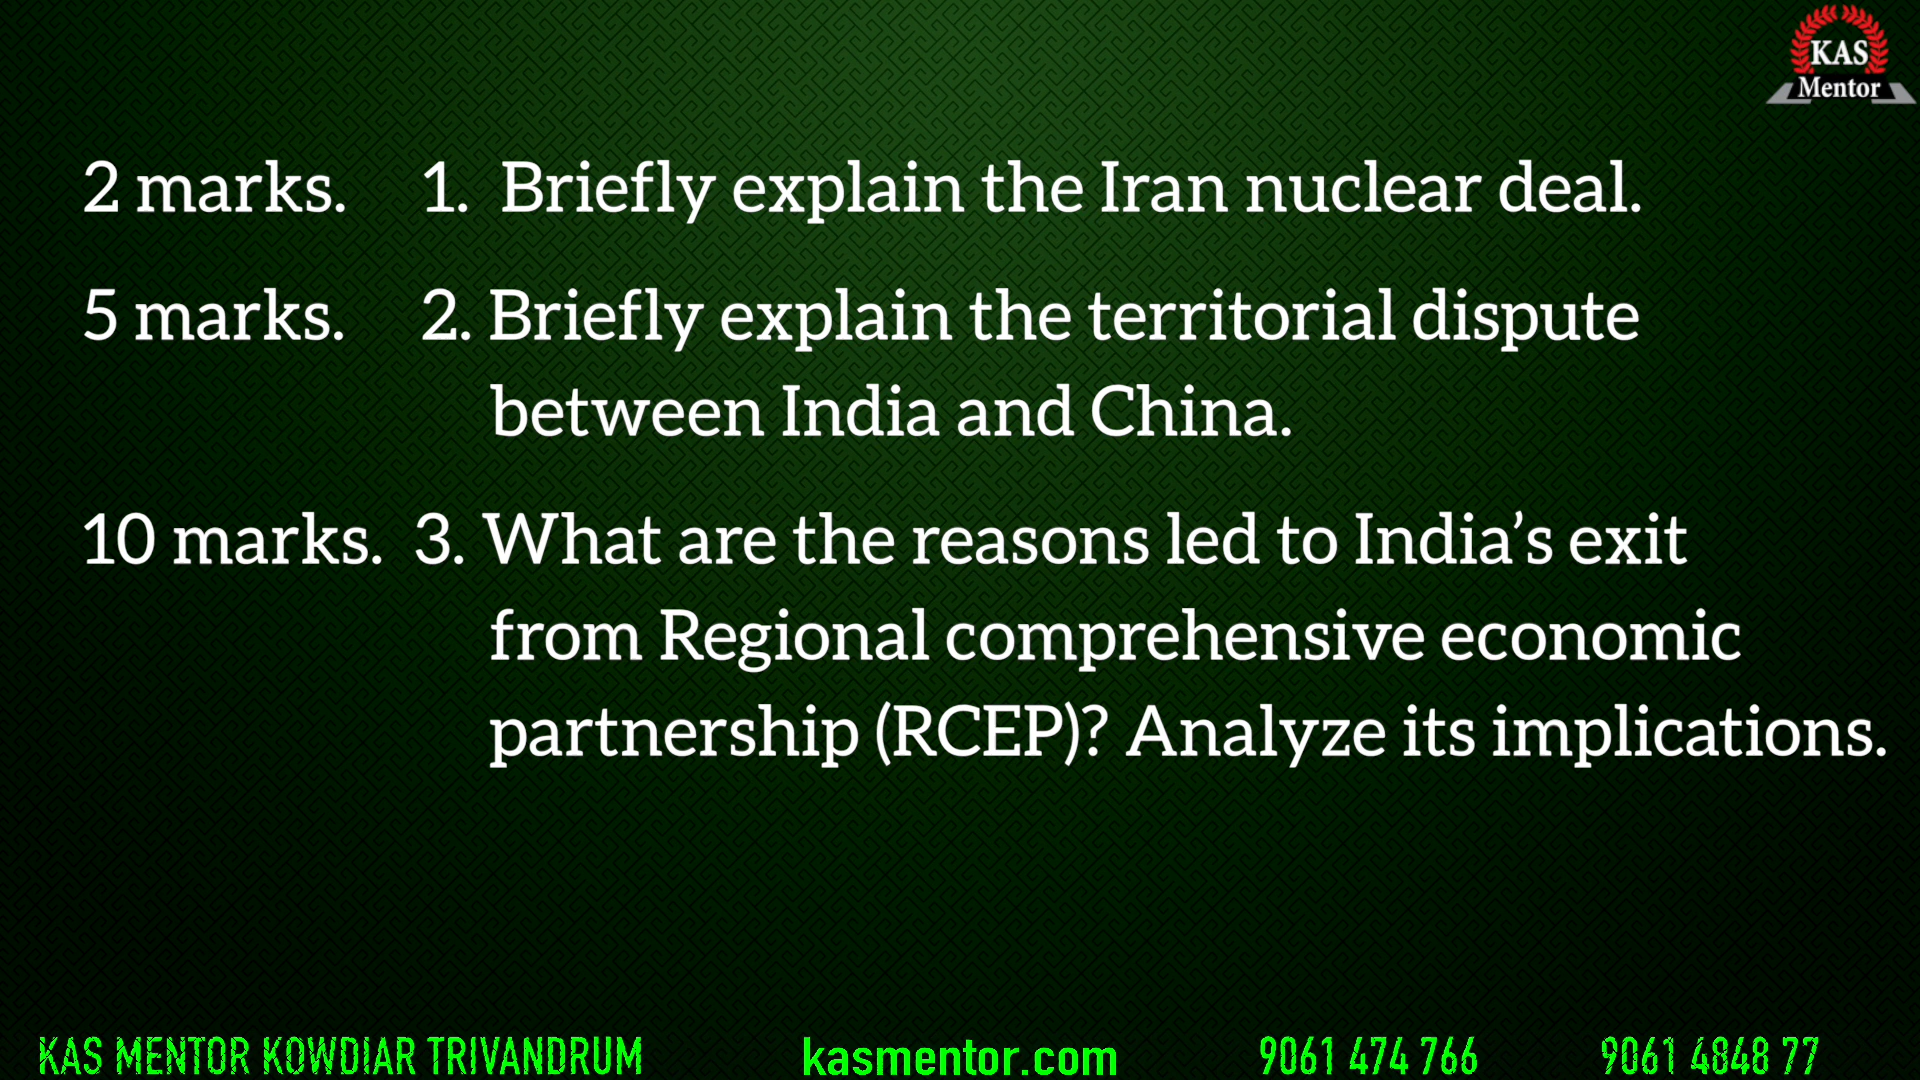 KAS
Mentor
2 marks. 1. Briefly explain the Iran nuclear deal.
5 marks. 2. Briefly explain the territorial dispute
between India and China.
10 marks. 3. What are the reasons led to India’s exit
from Regional comprehensive economic
partnership (RCEP)? Analyze its implications.
KAS MENTOR KOWDIAR TRIVANDRUM kasmentor.com 9061 474 766 9061 4848 77